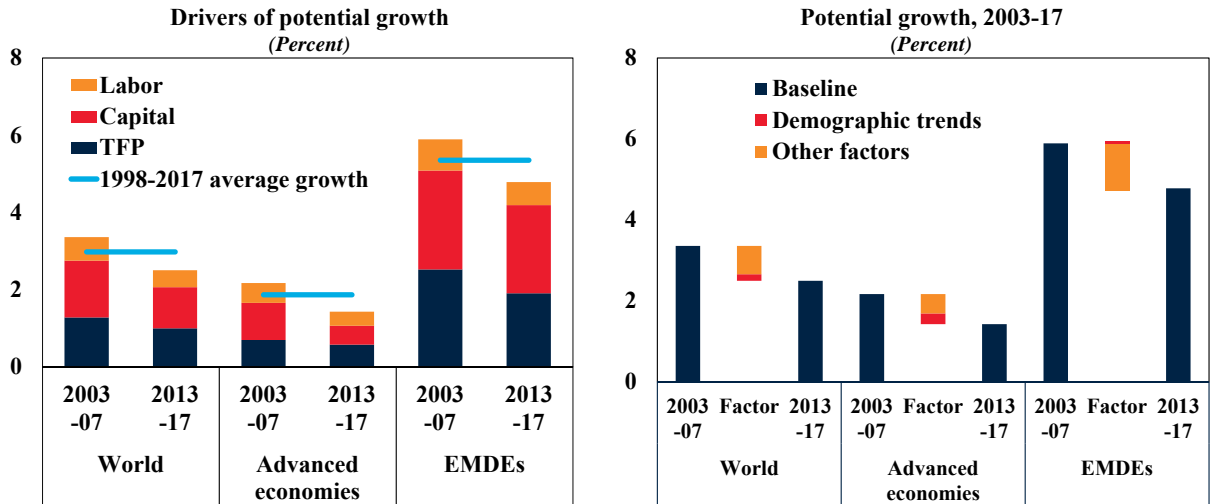 Drivers of potential growth
(Percent)
8
6
4
2
0
Labor
Capital
TFP
1998-2017 average growth
2003
-07
2013
-17
2003
-07
2013
-17
2003
-07
2013
-17
World
Advanced
economies
EMDEs
Potential growth, 2003-17
(Percent)
8
6
4
2
0
Baseline
Demographic trends
Other factors
2003
-07
Factor
2013
-17
2003
-07
Factor
2013
-17
2003
-07
Factor
2013
-17
World
Advanced
economies
EMDEs